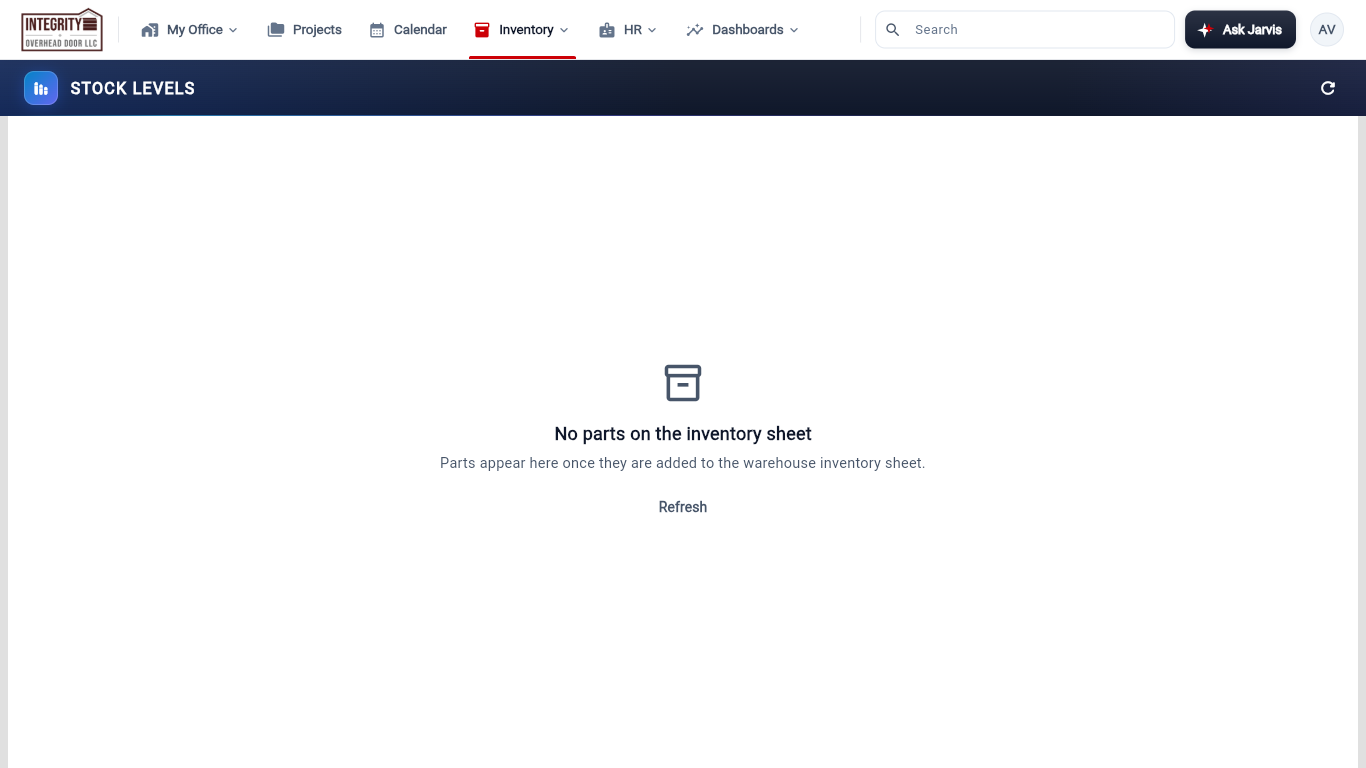 INTEGRITY
OVERHEAD DOOR LLC
My Office
Projects
Calendar
Inventory
HR
Dashboards
Search
Ask Jarvis
AV
STOCK LEVELS
No parts on the inventory sheet
Parts appear here once they are added to the warehouse inventory sheet.
Refresh